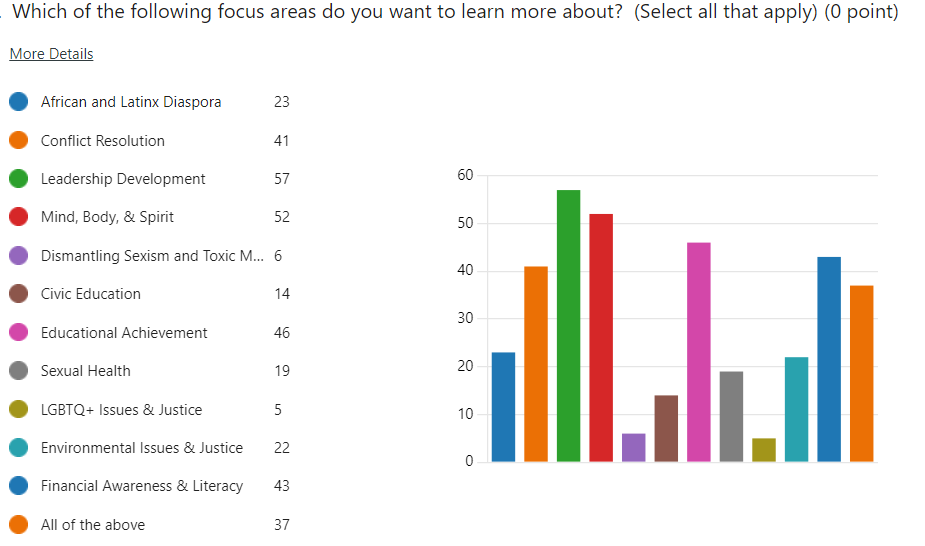 Which of the following focus areas do you want to learn more about? (Select all that apply) (0 point)
More Details
African and Latinx Diaspora 23
Conflict Resolution 41
Leadership Development 57
Mind, Body, & Spirit 52
Dismantling Sexism and Toxic M... 6
Civic Education 14
Educational Achievement 46
Sexual Health 19
LGBTQ+ Issues & Justice 5
Environmental Issues & Justice 22
Financial Awareness & Literacy 43
All of the above 37
60
50
40
30
20
10
0